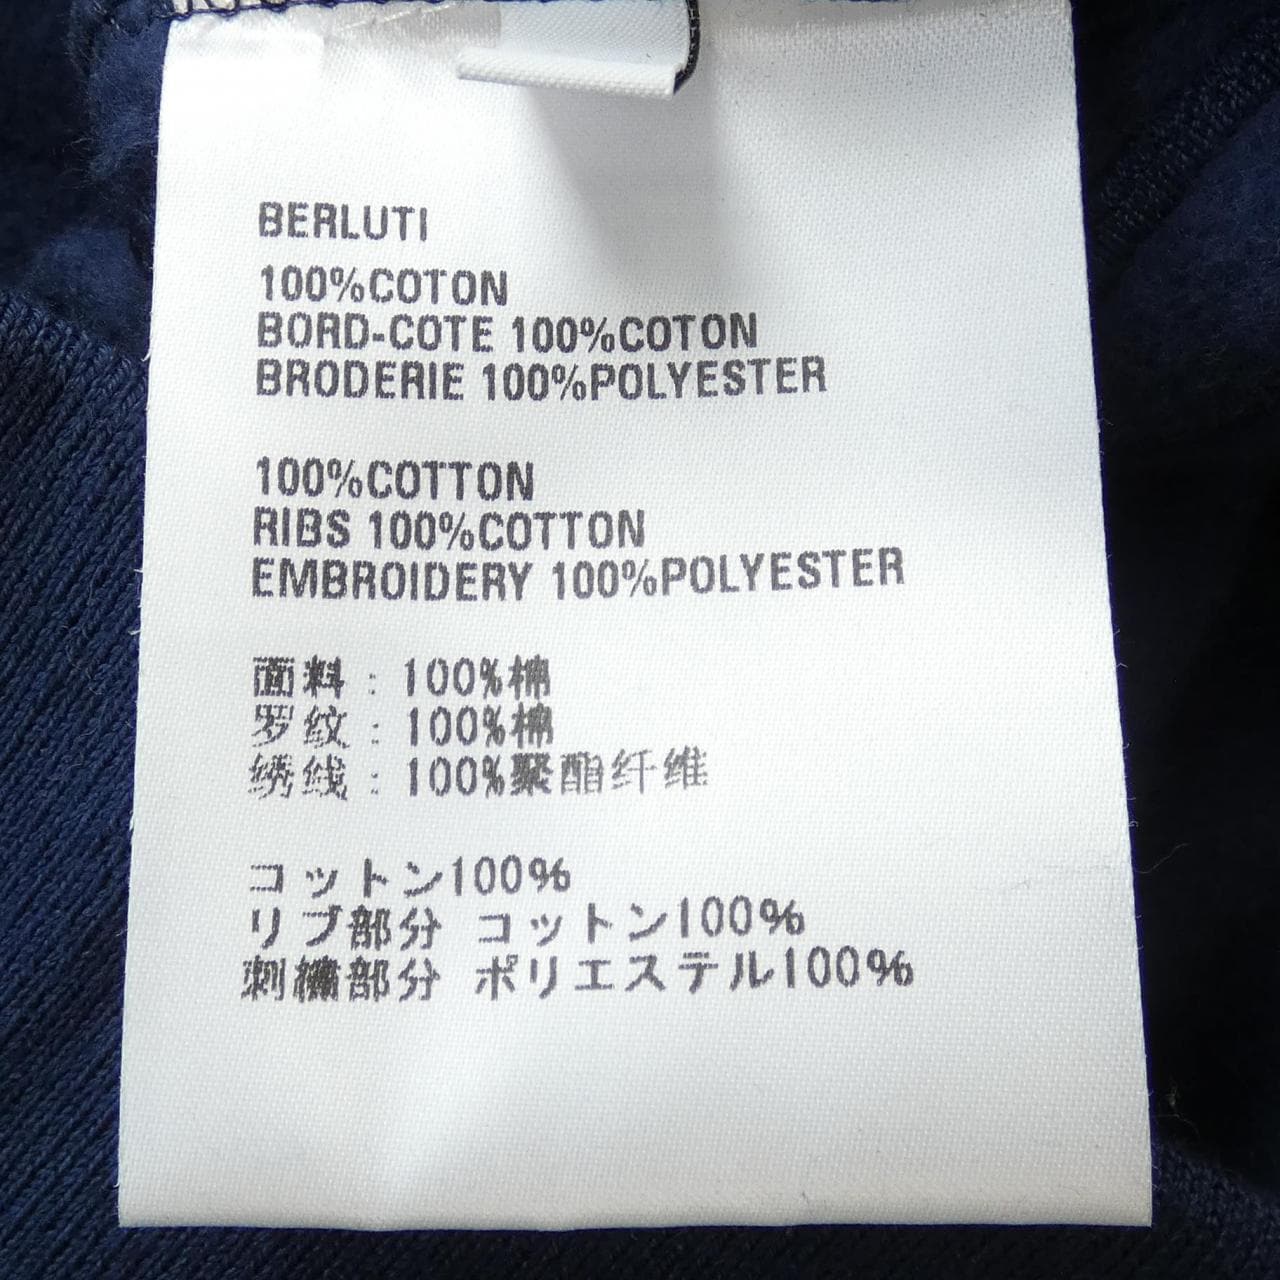 BERLUTI
100%COTON
BORD-COTE 100%COTON
BRODERIE 100%POLYESTER
100%COTTON
RIBS 100%COTTON
EMBROIDERY 100%POLYESTER
面料：100%棉
罗纹：100%棉
绣线：100%聚酯纤维
コットン100%
リブ部分 コットン100%
刺繍部分 ポリエステル100%